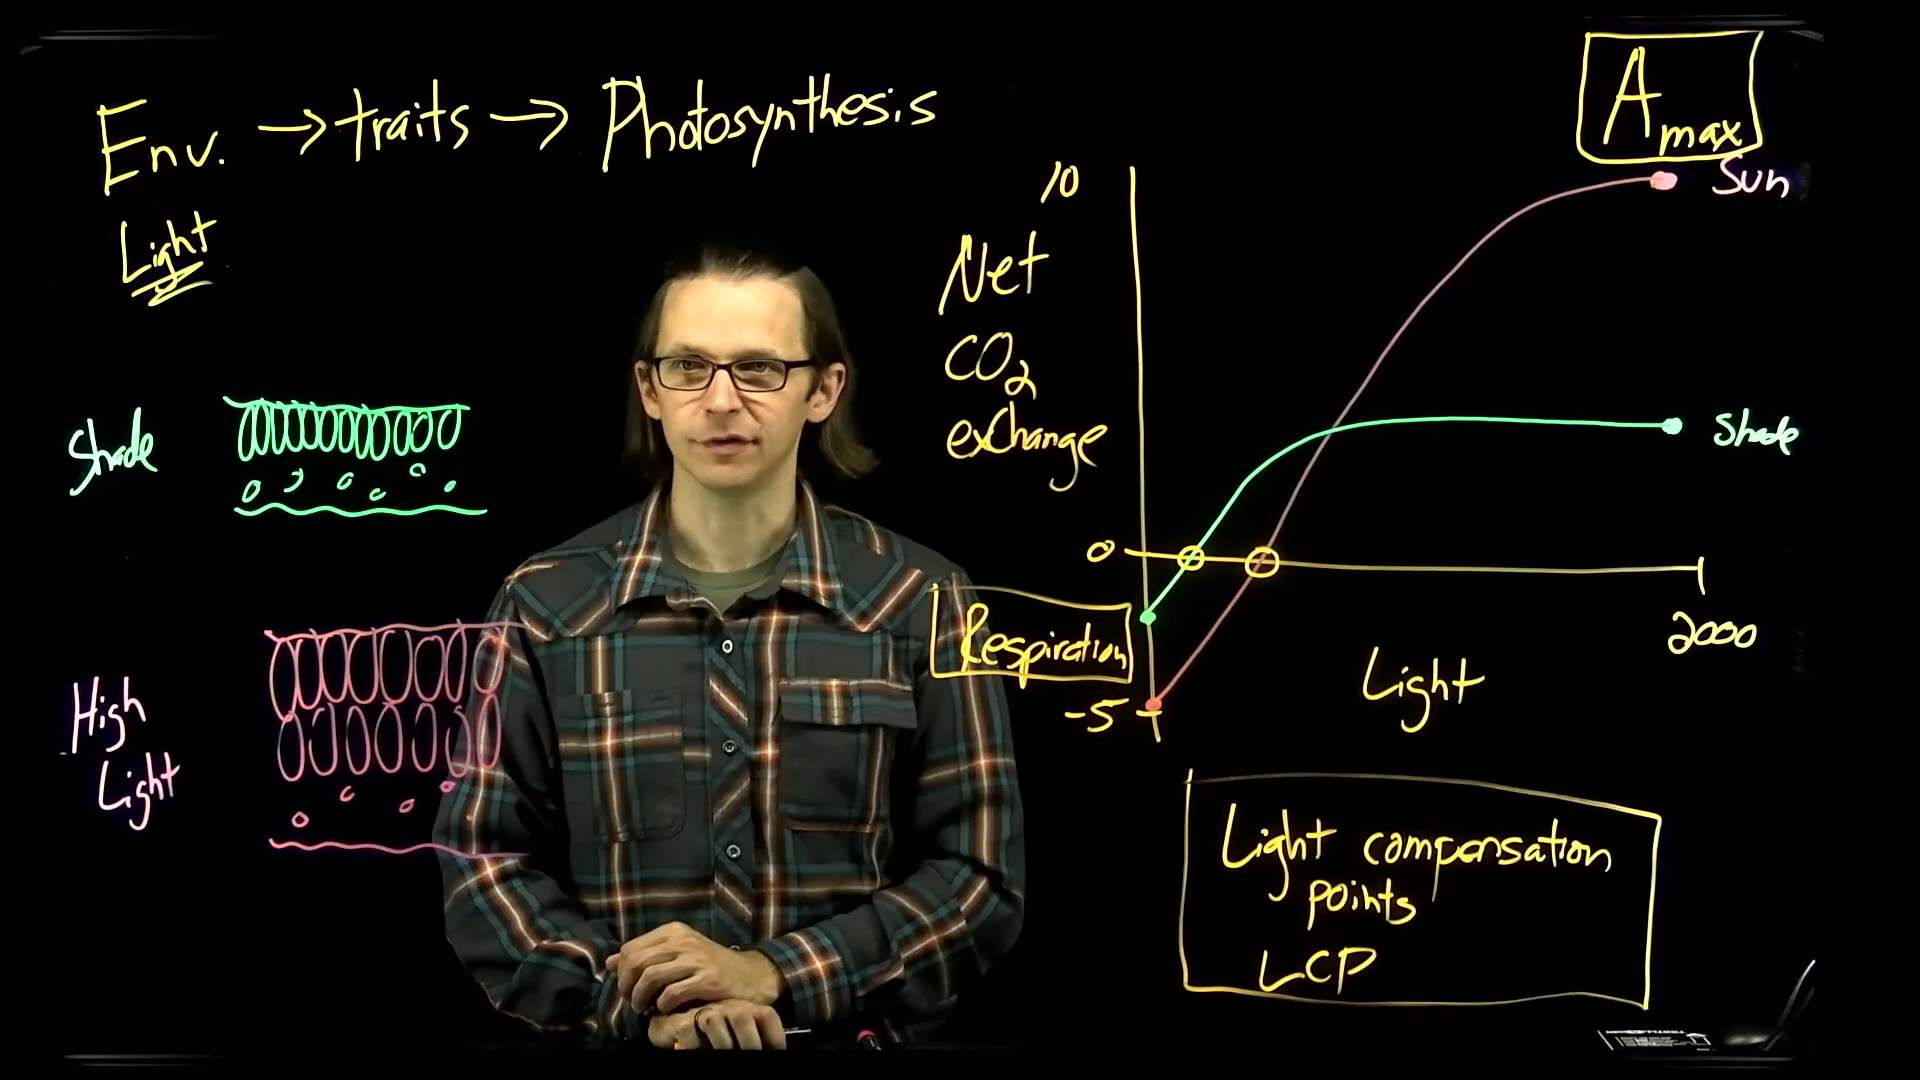 Env. → traits → Photosynthesis
Light
Shade
High
Light
10
Net
CO₂
exchange
0
Respiration
-5
Amax
Sun
Shade
2000
Light
Light compensation
points
LCP